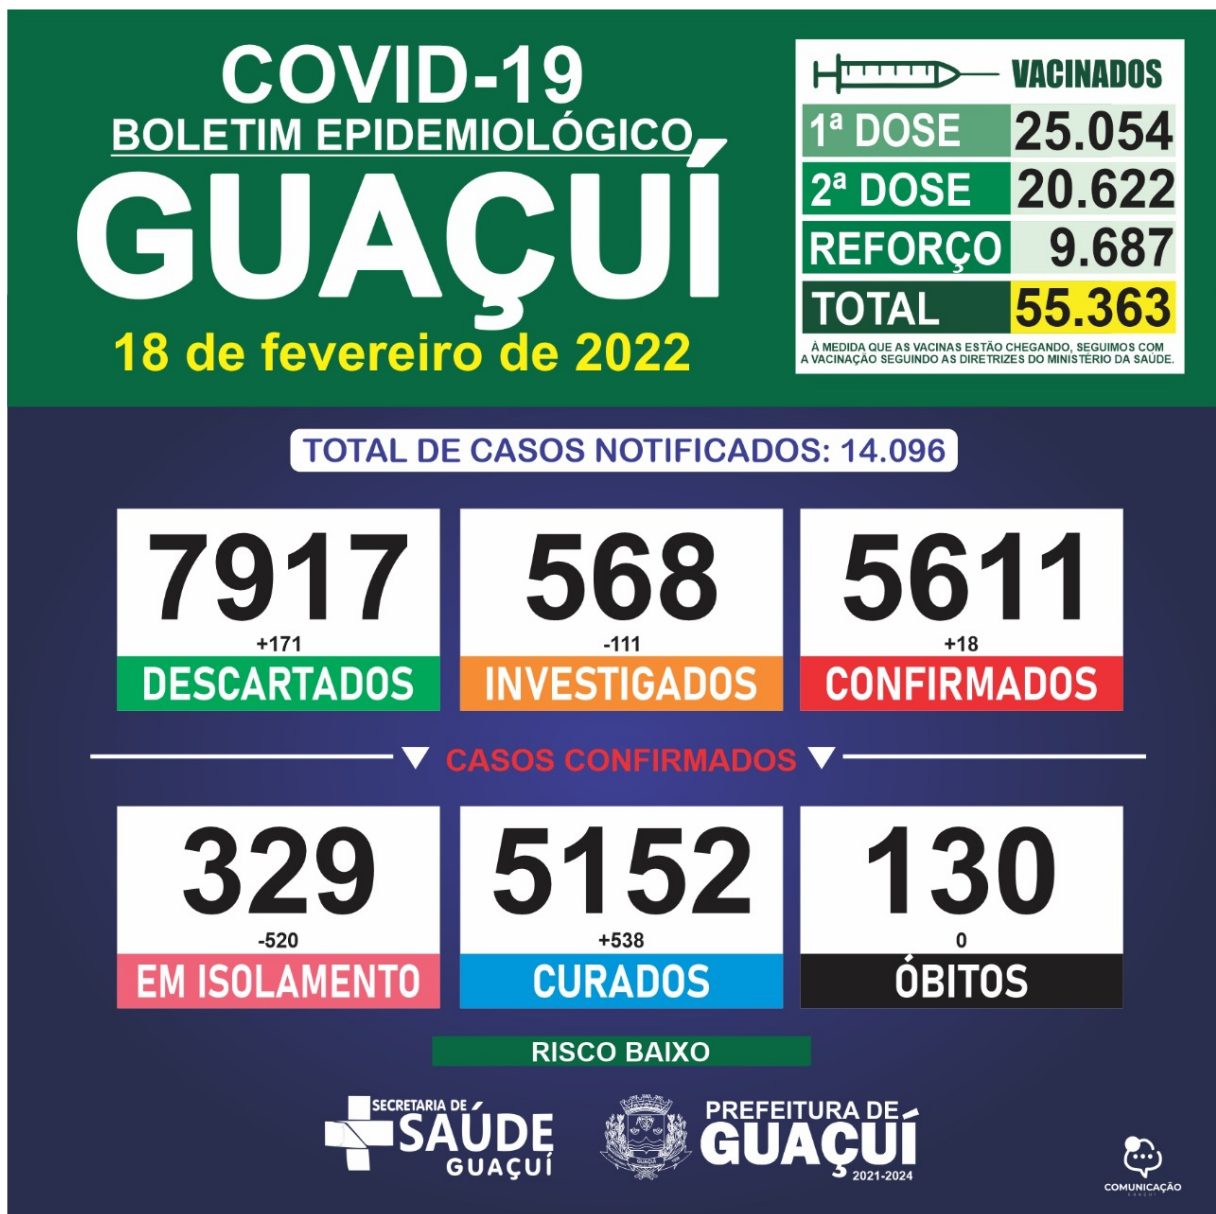 COVID-19
BOLETIM EPIDEMIOLÓGICO
GUAÇUÍ
18 de fevereiro de 2022
VACINADOS
1ª DOSE 25.054
2ª DOSE 20.622
REFORÇO 9.687
TOTAL 55.363
À MEDIDA QUE AS VACINAS ESTÃO CHEGANDO, SEGUIMOS COM
A VACINAÇÃO SEGUINDO AS DIRETRIZES DO MINISTÉRIO DA SAÚDE.
TOTAL DE CASOS NOTIFICADOS: 14.096
7917
+171
DESCARTADOS
568
-111
INVESTIGADOS
5611
+18
CONFIRMADOS
CASOS CONFIRMADOS
329
-520
EM ISOLAMENTO
5152
+538
CURADOS
130
0
ÓBITOS
RISCO BAIXO
SECRETARIA DE
SAÚDE
GUAÇUÍ
GUAÇUÍ
PREFEITURA DE
GUAÇUÍ
2021-2024
COMUNICAÇÃO
GUAÇUÍ